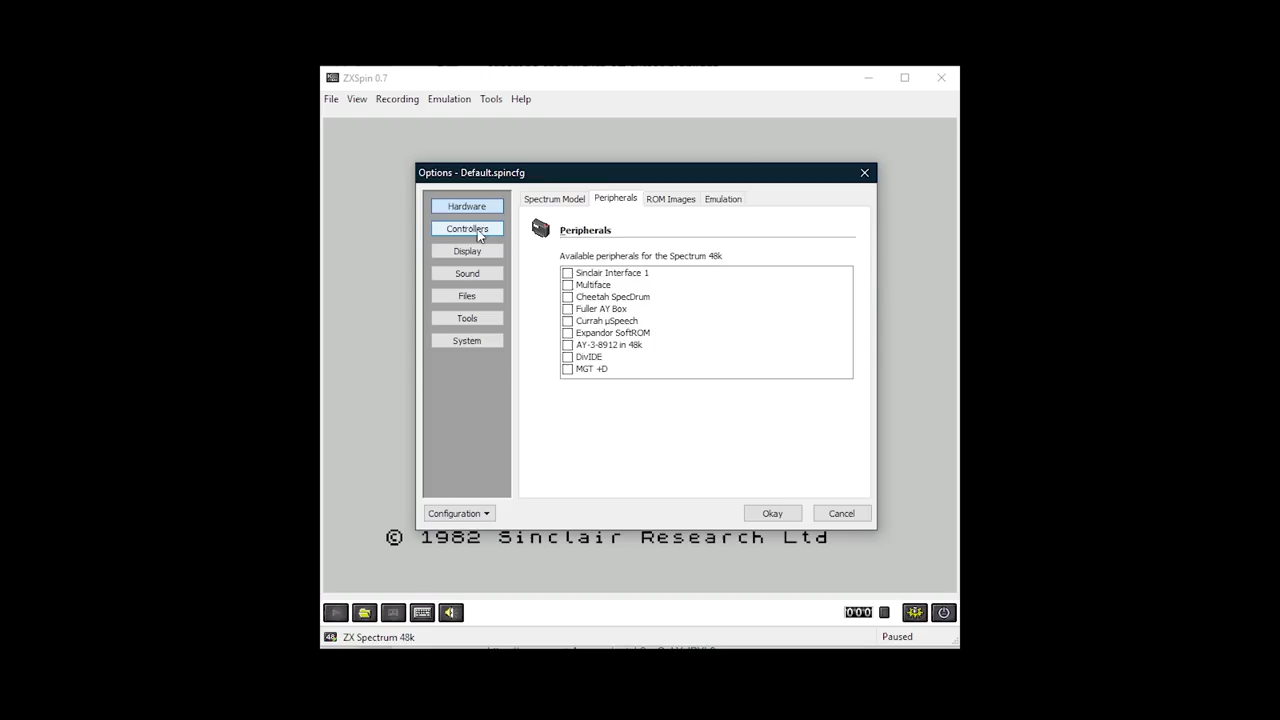 ZXSpin 0.7
File View Recording Emulation Tools Help
Options - Default.spincfg
Hardware
Controllers
Display
Sound
Files
Tools
System
Spectrum Model Peripherals ROM Images Emulation
Peripherals
Available peripherals for the Spectrum 48k
Sinclair Interface 1
Multiface
Cheetah SpecDrum
Fuller AY Box
Currah µSpeech
Expandor SoftROM
AY-3-8912 in 48k
DivIDE
MGT +D
Configuration
Okay
Cancel
© 1982 Sinclair Research Ltd
000
48 ZX Spectrum 48k
Paused